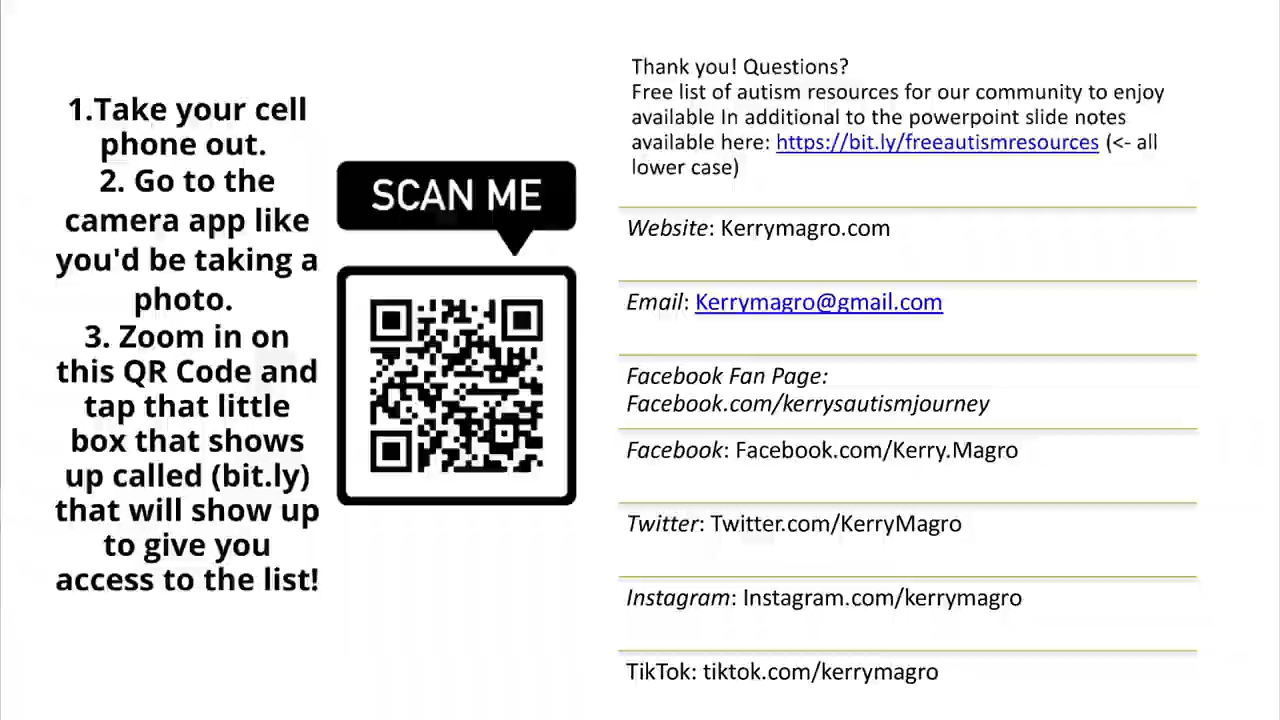 1.Take your cell
phone out.
2. Go to the
camera app like
you'd be taking a
photo.
3. Zoom in on
this QR Code and
tap that little
box that shows
up called (bit.ly)
that will show up
to give you
access to the list!
SCAN ME
Thank you! Questions?
Free list of autism resources for our community to enjoy
available In additional to the powerpoint slide notes
available here: https://bit.ly/freeautismresources (<- all
lower case)
Website: Kerrymagro.com
Email: Kerrymagro@gmail.com
Facebook Fan Page:
Facebook.com/kerrysautismjourney
Facebook: Facebook.com/Kerry.Magro
Twitter: Twitter.com/KerryMagro
Instagram: Instagram.com/kerrymagro
TikTok: tiktok.com/kerrymagro